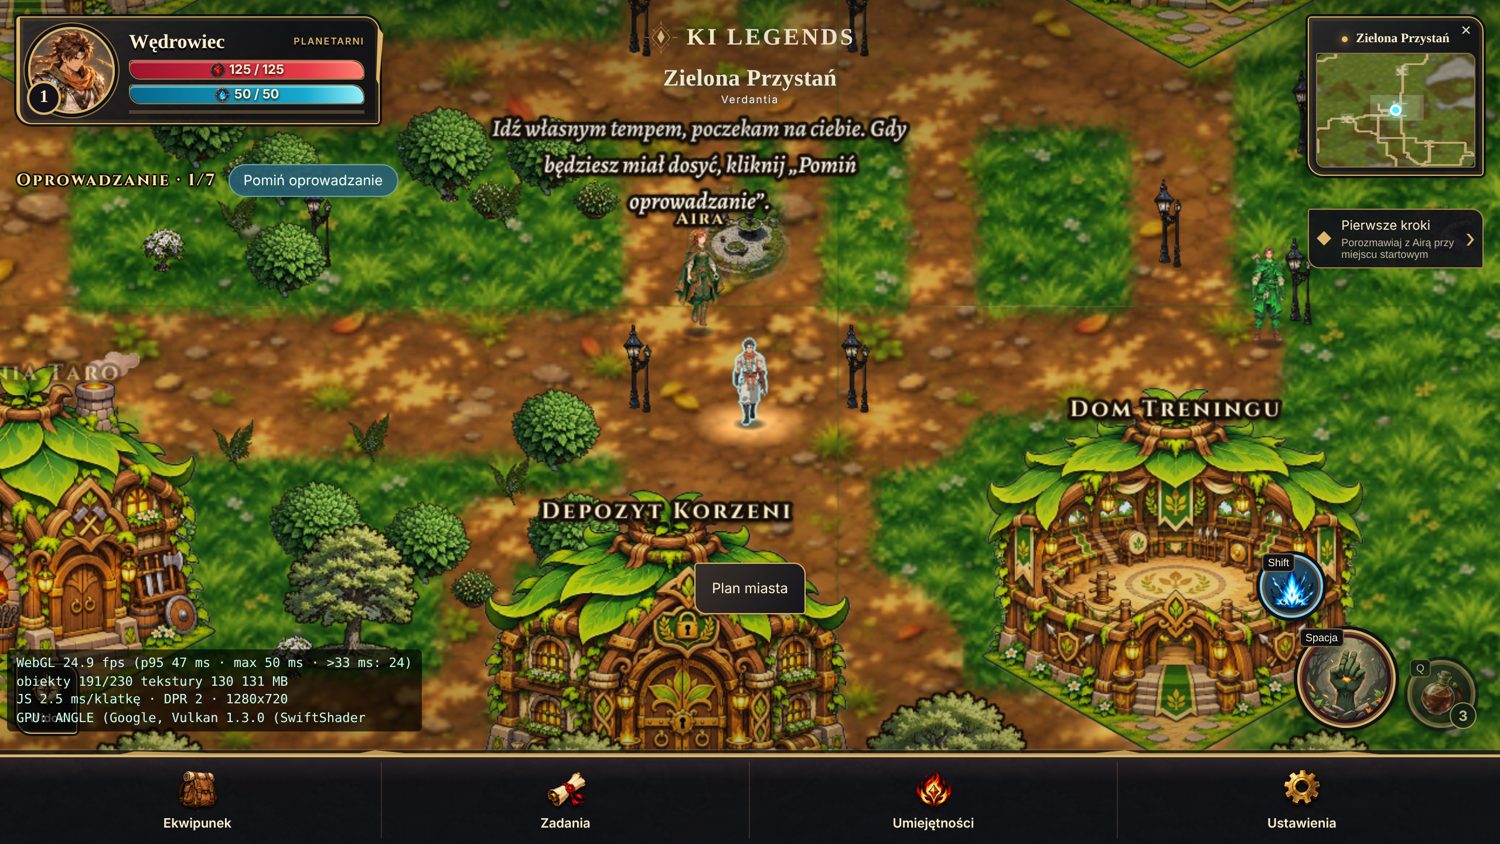 Wędrowiec
PLANETARNI
125 / 125
50 / 50
1
KI LEGENDS
Zielona Przystań
Verdantia
Zielona Przystań
Idź własnym tempem, poczekam na ciebie. Gdy
będziesz miał dosyć, kliknij „Pomiń
oprowadzanie”.
OPROWADZANIE · 1/7
Pomiń oprowadzanie
AIRA
Pierwsze kroki
Porozmawiaj z Airą przy
miejscu startowym
NIA TARO
DOM TRENINGU
DEPOZYT KORZENI
Plan miasta
Shift
Spacja
Q
3
WebGL 24.9 fps (p95 47 ms · max 50 ms · >33 ms: 24)
obiekty 191/230 tekstury 130 131 MB
JS 2.5 ms/klatkę · DPR 2 · 1280x720
GPU: ANGLE (Google, Vulkan 1.3.0 (SwiftShader
Ekwipunek
Zadania
Umiejętności
Ustawienia